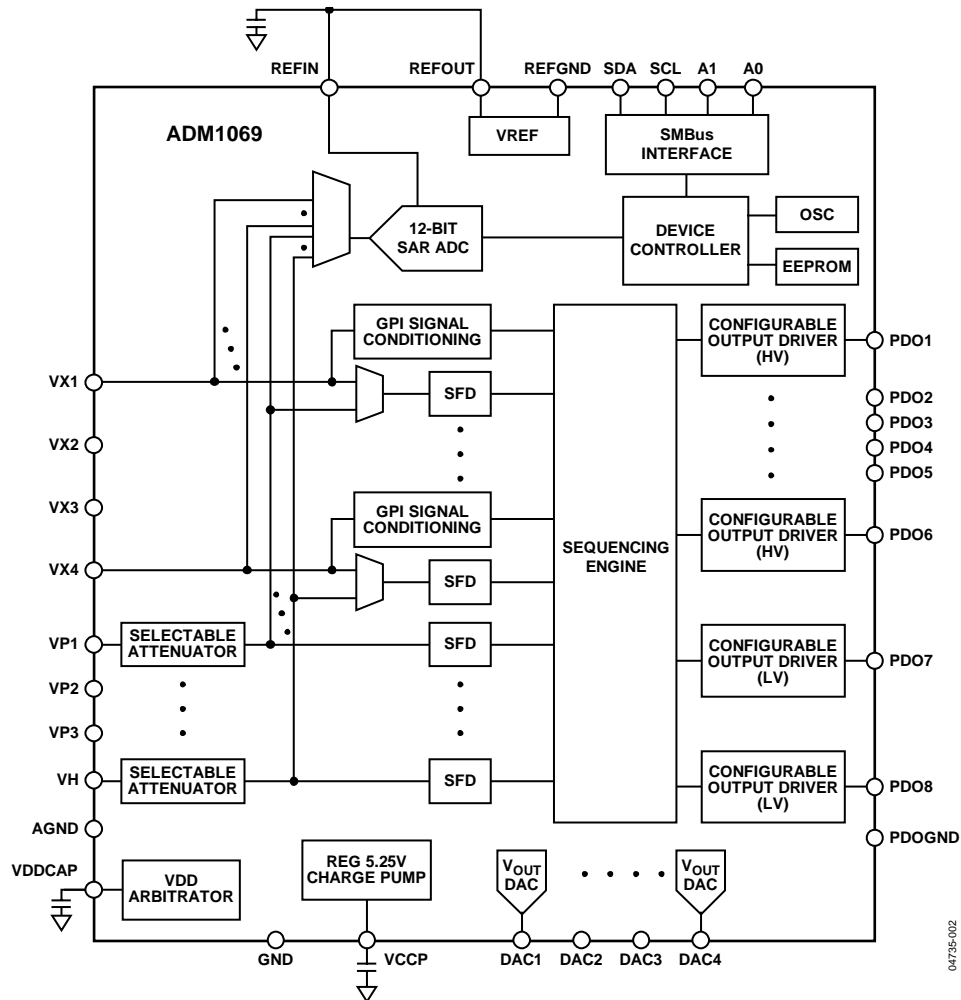 REFIN
REFOUT
REFGND
SDA
SCL
A1
A0
ADM1069
VREF
SMBus
INTERFACE
12-BIT
SAR ADC
DEVICE
CONTROLLER
OSC
EEPROM
GPI SIGNAL
CONDITIONING
SFD
GPI SIGNAL
CONDITIONING
SFD
SELECTABLE
ATTENUATOR
SFD
SELECTABLE
ATTENUATOR
SFD
SEQUENCING
ENGINE
CONFIGURABLE
OUTPUT DRIVER
(HV)
CONFIGURABLE
OUTPUT DRIVER
(HV)
CONFIGURABLE
OUTPUT DRIVER
(LV)
CONFIGURABLE
OUTPUT DRIVER
(LV)
VX1
VX2
VX3
VX4
VP1
VP2
VP3
VH
AGND
VDDCAP
PDO1
PDO2
PDO3
PDO4
PDO5
PDO6
PDO7
PDO8
PDOGND
VDD
ARBITRATOR
REG 5.25V
CHARGE PUMP
VOUT
DAC
VOUT
DAC
GND
VCCP
DAC1
DAC2
DAC3
DAC4
04735-002